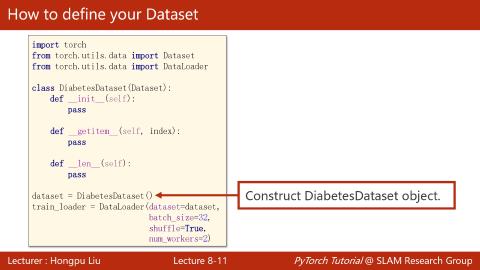 How to define your Dataset
import torch
from torch.utils.data import Dataset
from torch.utils.data import DataLoader
class DiabetesDataset(Dataset):
def __init__(self):
pass
def __getitem__(self, index):
pass
def __len__(self):
pass
dataset = DiabetesDataset()
train_loader = DataLoader(dataset=dataset,
batch_size=32,
shuffle=True,
num_workers=2)
Construct DiabetesDataset object.
Lecturer : Hongpu Liu
Lecture 8-11
PyTorch Tutorial @ SLAM Research Group